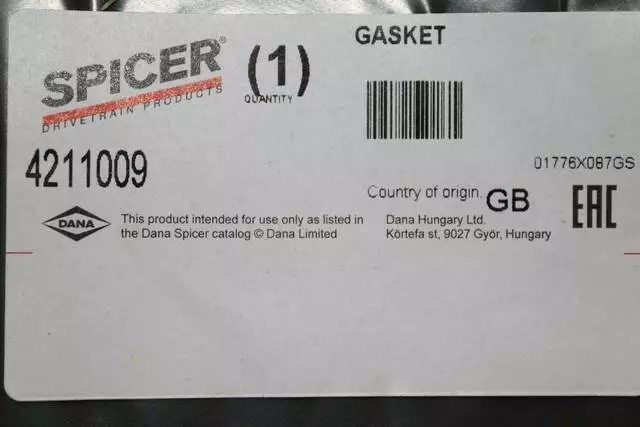 SPICER®
DRIVETRAIN PRODUCTS
(1)
QUANTITY
GASKET
4211009
01776X087GS
Country of origin. GB
EAC
DANA
This product intended for use only as listed in
the Dana Spicer catalog © Dana Limited
Dana Hungary Ltd.
Körtefa st, 9027 Győr, Hungary